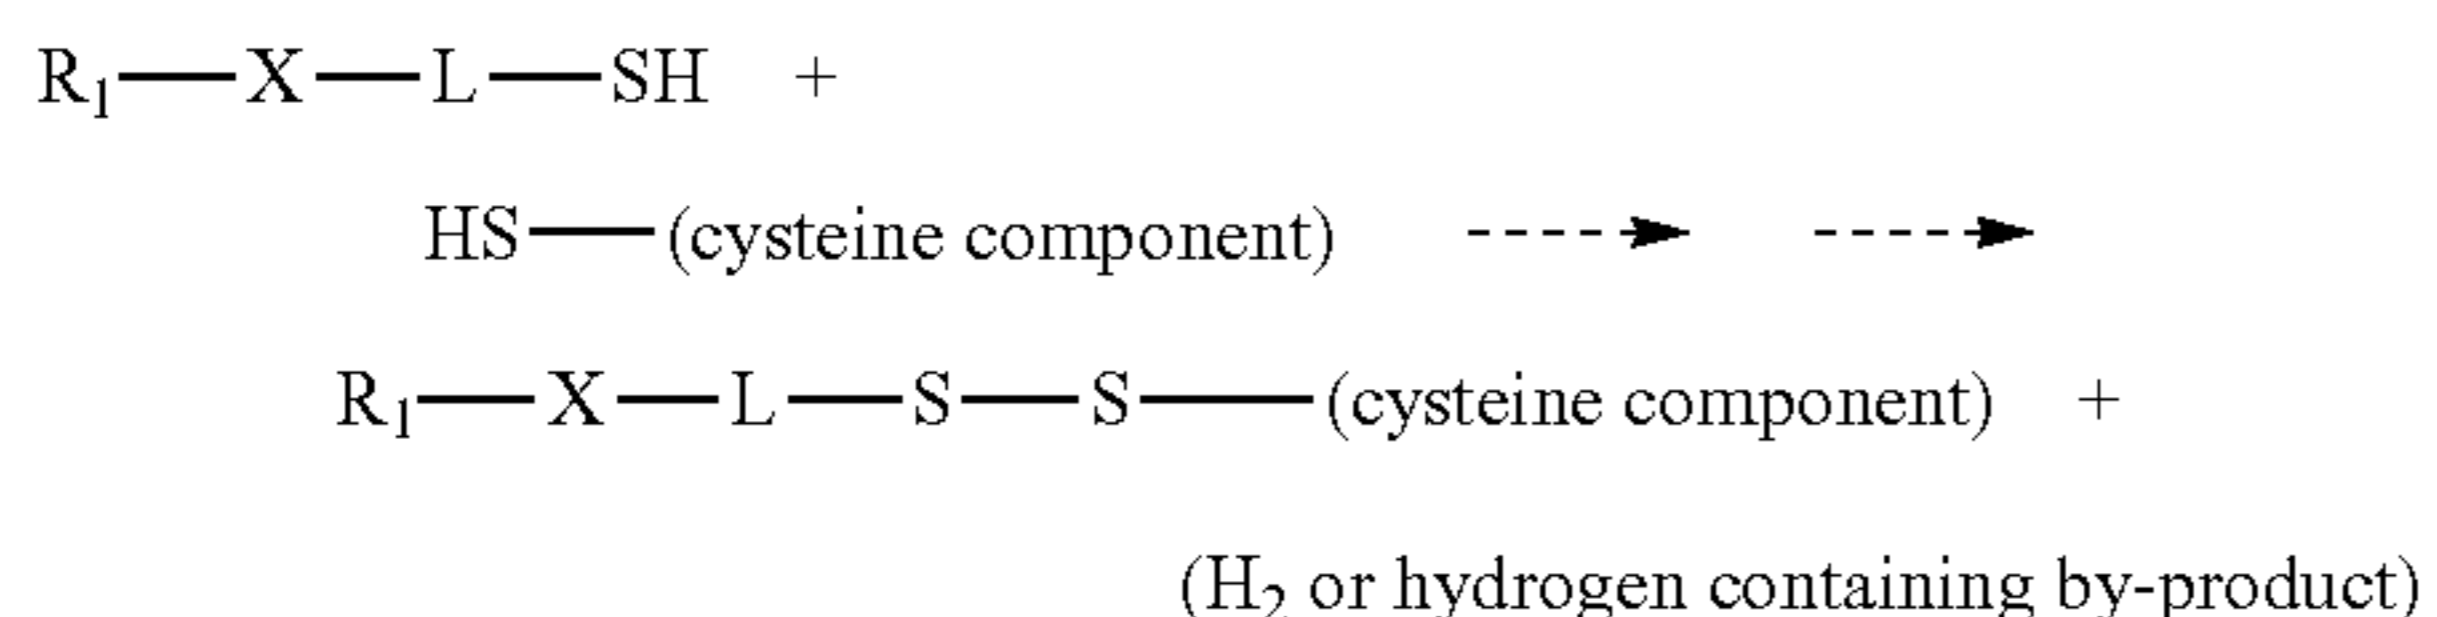 R₁—X—L—SH +
HS—(cysteine component)
R₁—X—L—S—S—(cysteine component) +
(H₂ or hydrogen containing by-product)